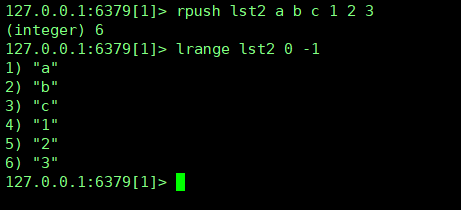 127.0.0.1:6379[1]> rpush lst2 a b c 1 2 3
(integer) 6
127.0.0.1:6379[1]> lrange lst2 0 -1
1) "a"
2) "b"
3) "c"
4) "1"
5) "2"
6) "3"
127.0.0.1:6379[1]>